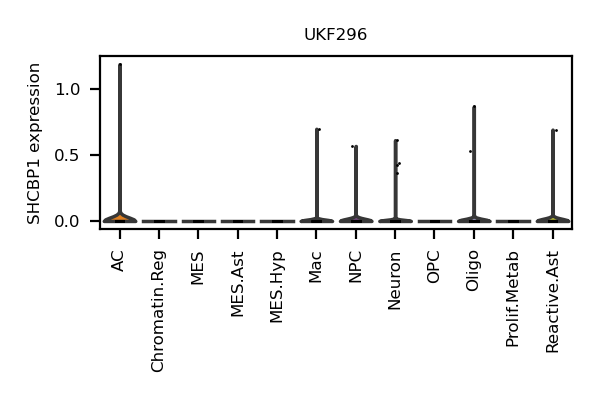 UKF296
SHCBP1 expression
1.0
0.5
0.0
AC
Chromatin.Reg
MES
MES.Ast
MES.Hyp
Mac
NPC
Neuron
OPC
Oligo
Prolif.Metab
Reactive.Ast